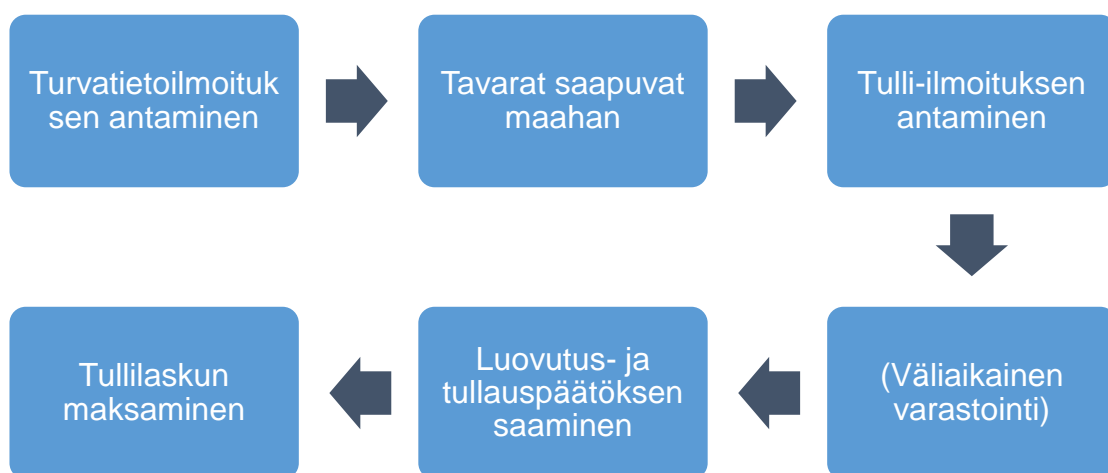 Turvatietoilmoituk
sen antaminen
Tavarat saapuvat
maahan
Tulli-ilmoituksen
antaminen
(Väliaikainen
varastointi)
Luovutus- ja
tullauspäätöksen
saaminen
Tullilaskun
maksaminen